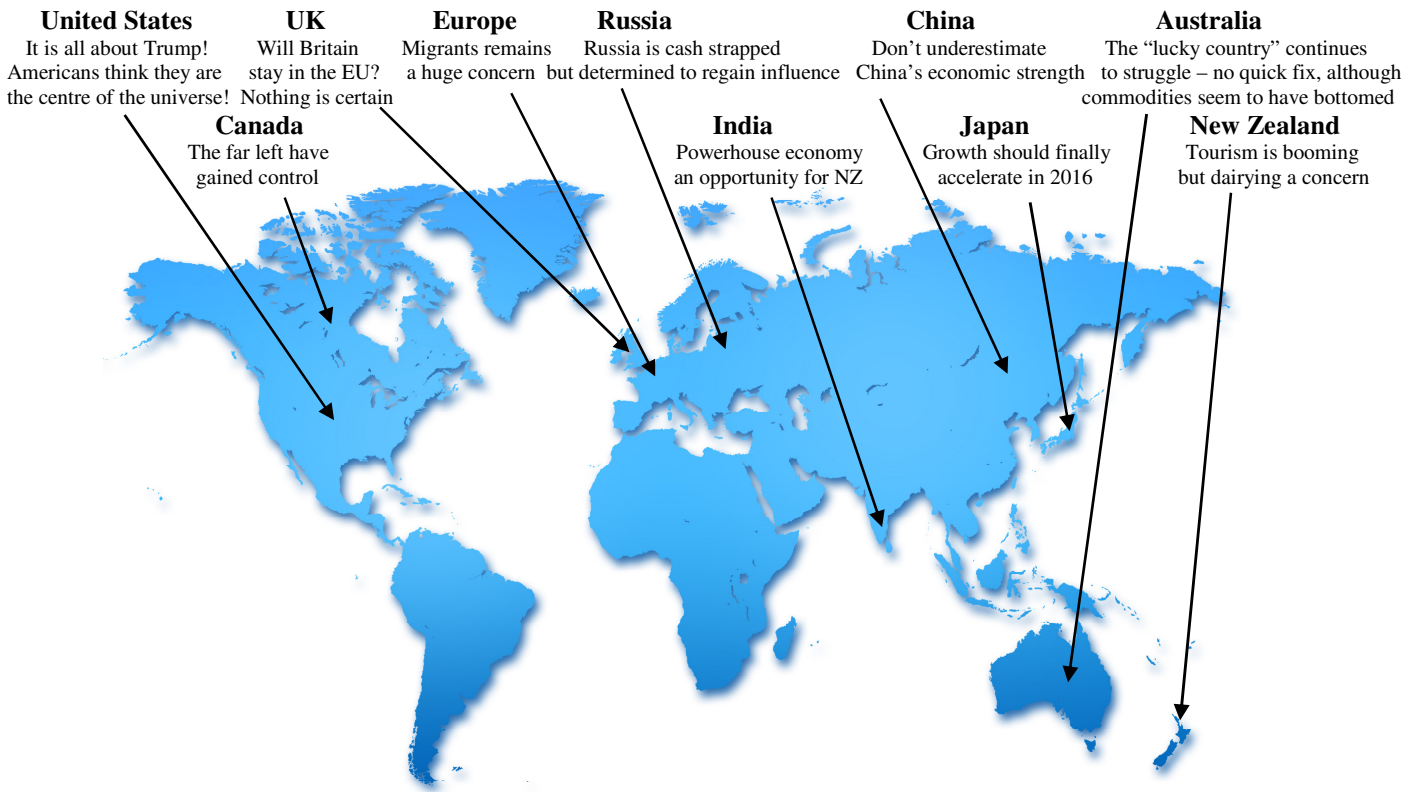 United States
It is all about Trump!
Americans think they are
the centre of the universe!
UK
Will Britain
stay in the EU?
Nothing is certain
Europe
Migrants remains
a huge concern
Russia
Russia is cash strapped
but determined to regain influence
China
Don’t underestimate
China’s economic strength
Australia
The “lucky country” continues
to struggle – no quick fix, although
commodities seem to have bottomed
Canada
The far left have
gained control
India
Powerhouse economy
an opportunity for NZ
Japan
Growth should finally
accelerate in 2016
New Zealand
Tourism is booming
but dairying a concern